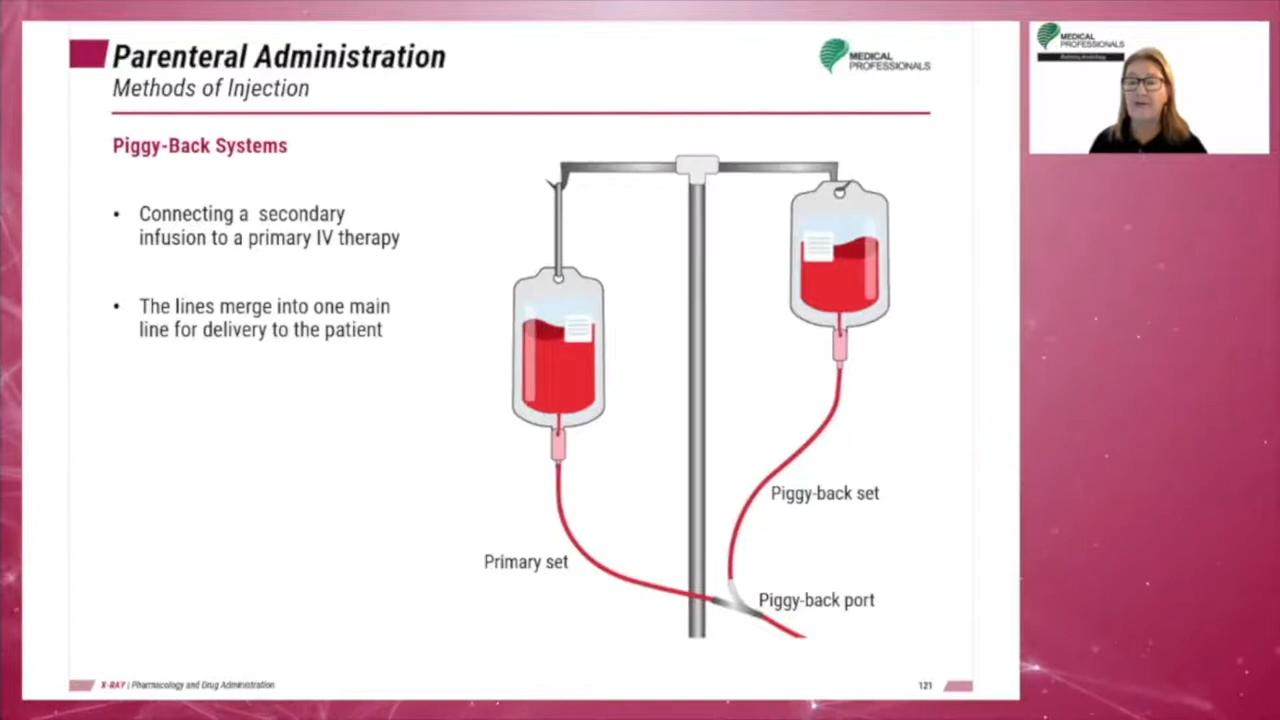 Parenteral Administration
Methods of Injection
MEDICAL
PROFESSIONALS
Piggy-Back Systems
• Connecting a secondary
infusion to a primary IV therapy
• The lines merge into one main
line for delivery to the patient
Piggy-back set
Primary set
Piggy-back port
X-RAY | Pharmacology and Drug Administration
121
MEDICAL
PROFESSIONALS